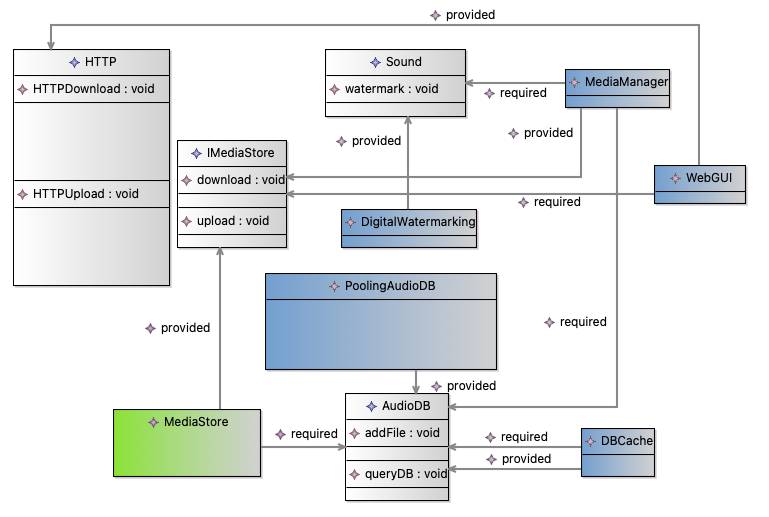 provided
HTTP
HTTPDownload : void
HTTPUpload : void
Sound
watermark : void
required
MediaManager
provided
provided
IMediaStore
download : void
upload : void
WebGUI
required
DigitalWatermarking
PoolingAudioDB
provided
required
provided
AudioDB
addFile : void
queryDB : void
MediaStore
required
required
provided
DBCache